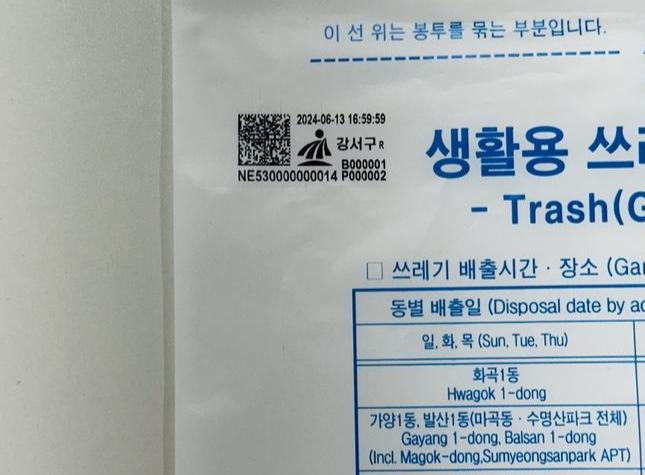 이 선 위는 봉투를 묶는 부분입니다.
2024-06-13 16:59:59
강서구 R
B000001
NE530000000014 P000002
생활용
- Trash(G
□ 쓰레기 배출시간 · 장소 (Gar
동별 배출일 (Disposal date by ad
일, 화, 목 (Sun, Tue, Thu)
화곡1동
Hwagok 1-dong
가양1동, 발산1동(마곡동 · 수명산파크 전체)
Gayang 1-dong, Balsan 1-dong
(Incl. Magok-dong,Sumyeongsanpark APT)